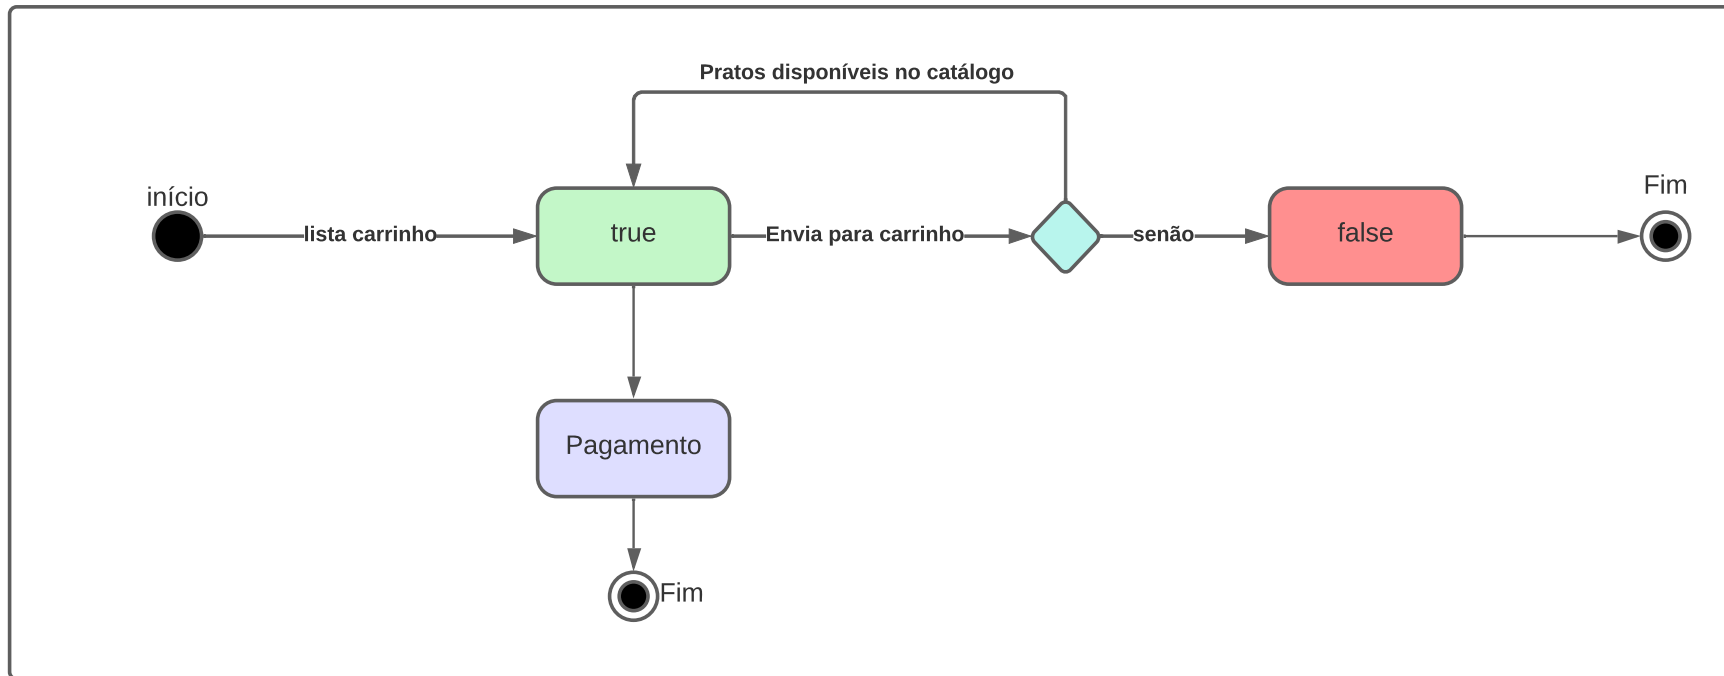 Pratos disponíveis no catálogo
início
Fim
lista carrinho
true
Envia para carrinho
senão
false
Pagamento
Fim